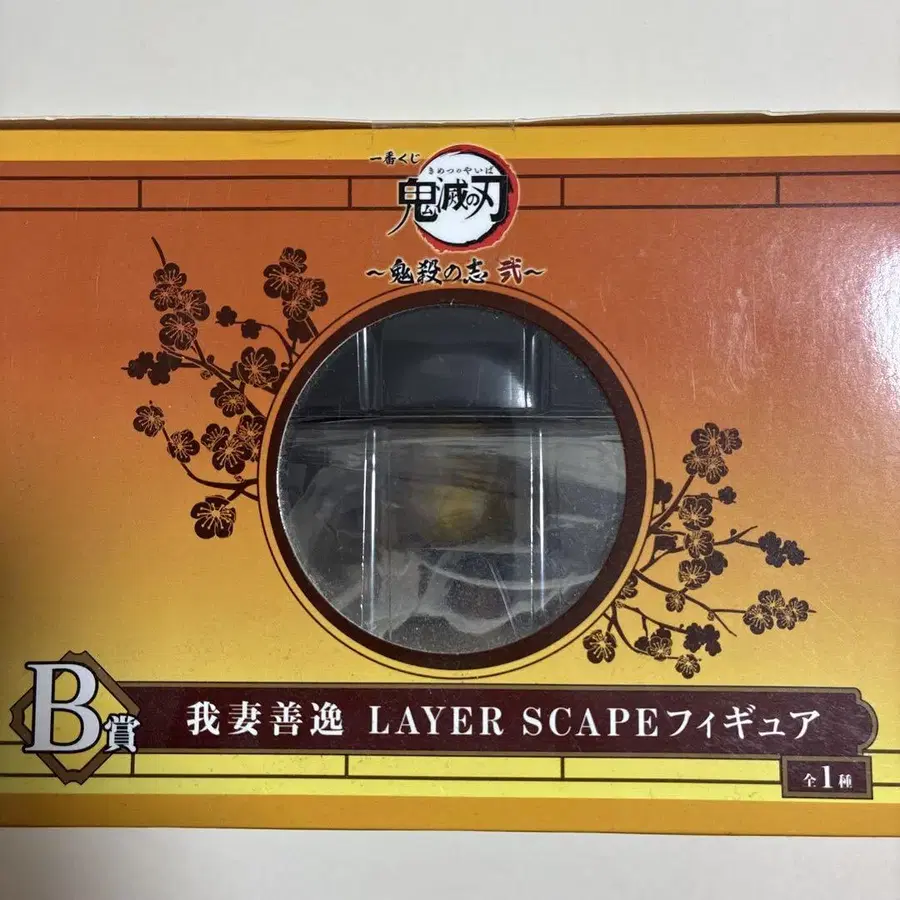 一番くじ
きめつのやいば
鬼滅の刃
～鬼殺の志 弐～
B賞
我妻善逸 LAYER SCAPEフィギュア
全1種